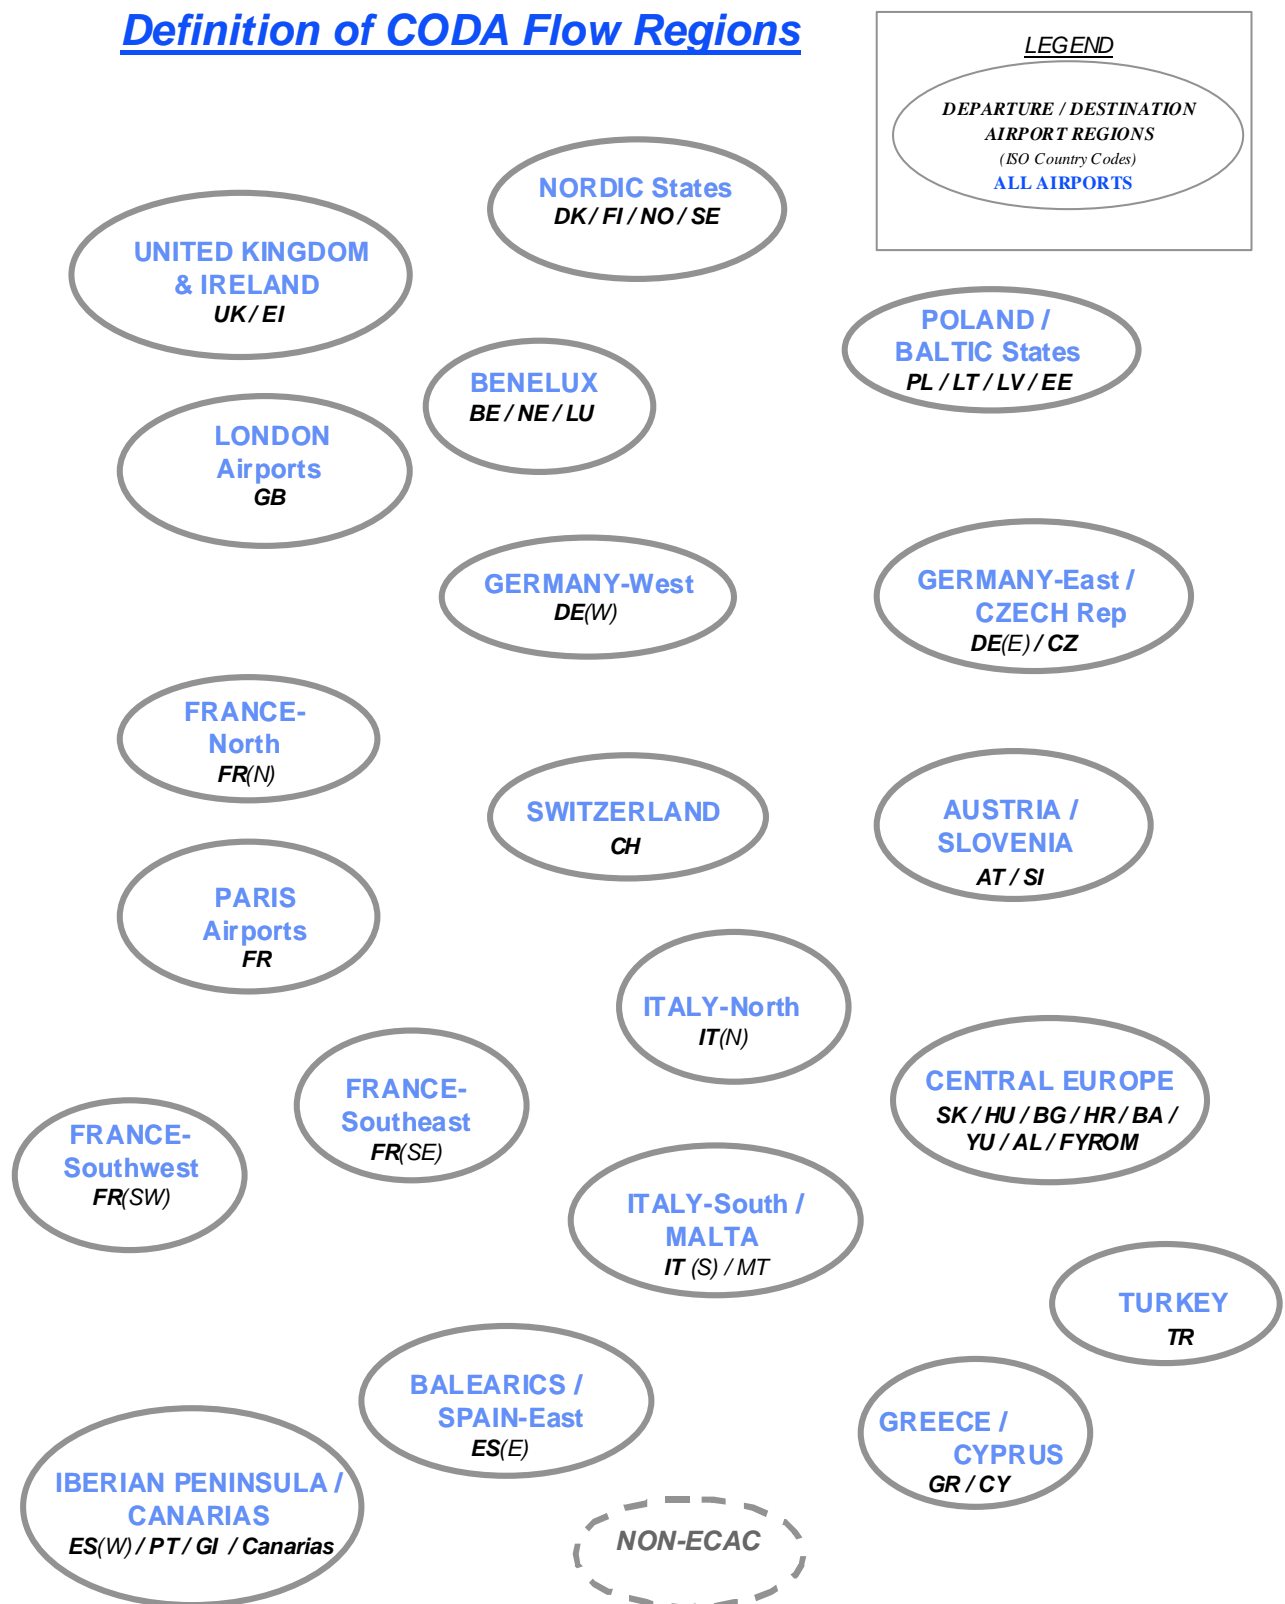 Definition of CODA Flow Regions
LEGEND
DEPARTURE / DESTINATION
AIRPORT REGIONS
(ISO Country Codes)
ALL AIRPORTS
NORDIC States
DK / FI / NO / SE
UNITED KINGDOM
& IRELAND
UK / EI
POLAND /
BALTIC States
PL / LT / LV / EE
BENELUX
BE / NE / LU
LONDON
Airports
GB
GERMANY-West
DE(W)
GERMANY-East /
CZECH Rep
DE(E) / CZ
FRANCE-
North
FR(N)
SWITZERLAND
CH
AUSTRIA /
SLOVENIA
AT / SI
PARIS
Airports
FR
ITALY-North
IT(N)
FRANCE-
Southeast
FR(SE)
CENTRAL EUROPE
SK / HU / BG / HR / BA /
YU / AL / FYROM
FRANCE-
Southwest
FR(SW)
ITALY-South /
MALTA
IT (S) / MT
TURKEY
TR
BALEARICS /
SPAIN-East
ES(E)
GREECE /
CYPRUS
GR / CY
IBERIAN PENINSULA /
CANARIAS
ES(W) / PT / GI / Canarias
NON-ECAC